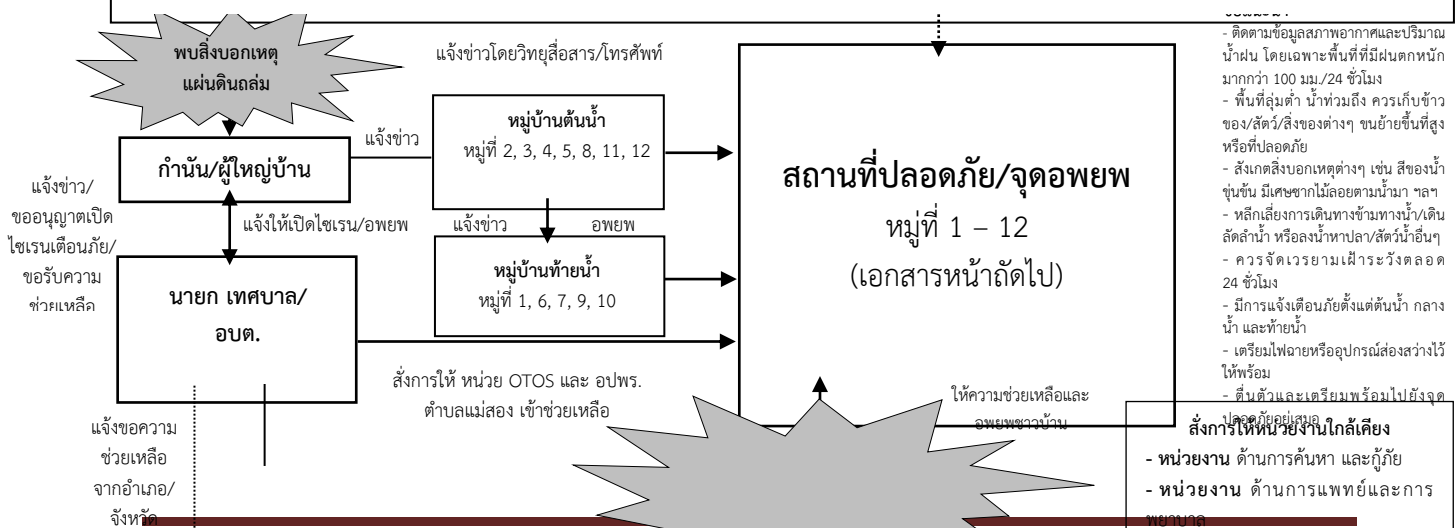 พบสิ่งบอกเหตุ
แผ่นดินถล่ม
แจ้งข่าวโดยวิทยุสื่อสาร/โทรศัพท์
กำนัน/ผู้ใหญ่บ้าน
แจ้งข่าว
หมู่บ้านต้นน้ำ
หมู่ที่ 2, 3, 4, 5, 8, 11, 12
แจ้งข่าว/
ขออนุญาตเปิด
ไซเรนเตือนภัย/
ขอรับความ
ช่วยเหลือ
แจ้งให้เปิดไซเรน/อพยพ
แจ้งข่าว
อพยพ
หมู่บ้านท้ายน้ำ
หมู่ที่ 1, 6, 7, 9, 10
นายก เทศบาล/
อบต.
สั่งการให้ หน่วย OTOS และ อปพร.
ตำบลแม่สอง เข้าช่วยเหลือ
แจ้งขอความ
ช่วยเหลือ
จากอำเภอ/
จังหวัด
สถานที่ปลอดภัย/จุดอพยพ
หมู่ที่ 1 – 12
(เอกสารหน้าถัดไป)
ให้ความช่วยเหลือและ
อพยพชาวบ้าน
- ติดตามข้อมูลสภาพอากาศและปริมาณ
น้ำฝน โดยเฉพาะพื้นที่ที่มีฝนตกหนัก
มากกว่า 100 มม./24 ชั่วโมง
- พื้นที่ลุ่มต่ำ น้ำท่วมถึง ควรเก็บข้าว
ของ/สัตว์/สิ่งของต่างๆ ขนย้ายขึ้นที่สูง
หรือที่ปลอดภัย
- สังเกตสิ่งบอกเหตุต่างๆ เช่น สีของน้ำ
ขุ่นข้น มีเศษซากไม้ลอยตามน้ำมา ฯลฯ
- หลีกเลี่ยงการเดินทางข้ามทางน้ำ/เดิน
ลัดลำน้ำ หรือลงน้ำหาปลา/สัตว์น้ำอื่นๆ
- ควรจัดเวรยามเฝ้าระวังตลอด
24 ชั่วโมง
- มีการแจ้งเตือนภัยตั้งแต่ต้นน้ำ กลาง
น้ำ และท้ายน้ำ
- เตรียมไฟฉายหรืออุปกรณ์ส่องสว่างไว้
ให้พร้อม
- ตื่นตัวและเตรียมพร้อมไปยังจุด
ปลอดภัยอยู่เสมอ
สั่งการให้หน่วยงานใกล้เคียง
- หน่วยงาน ด้านการค้นหา และกู้ภัย
- หน่วยงาน ด้านการแพทย์และการ
พยาบาล